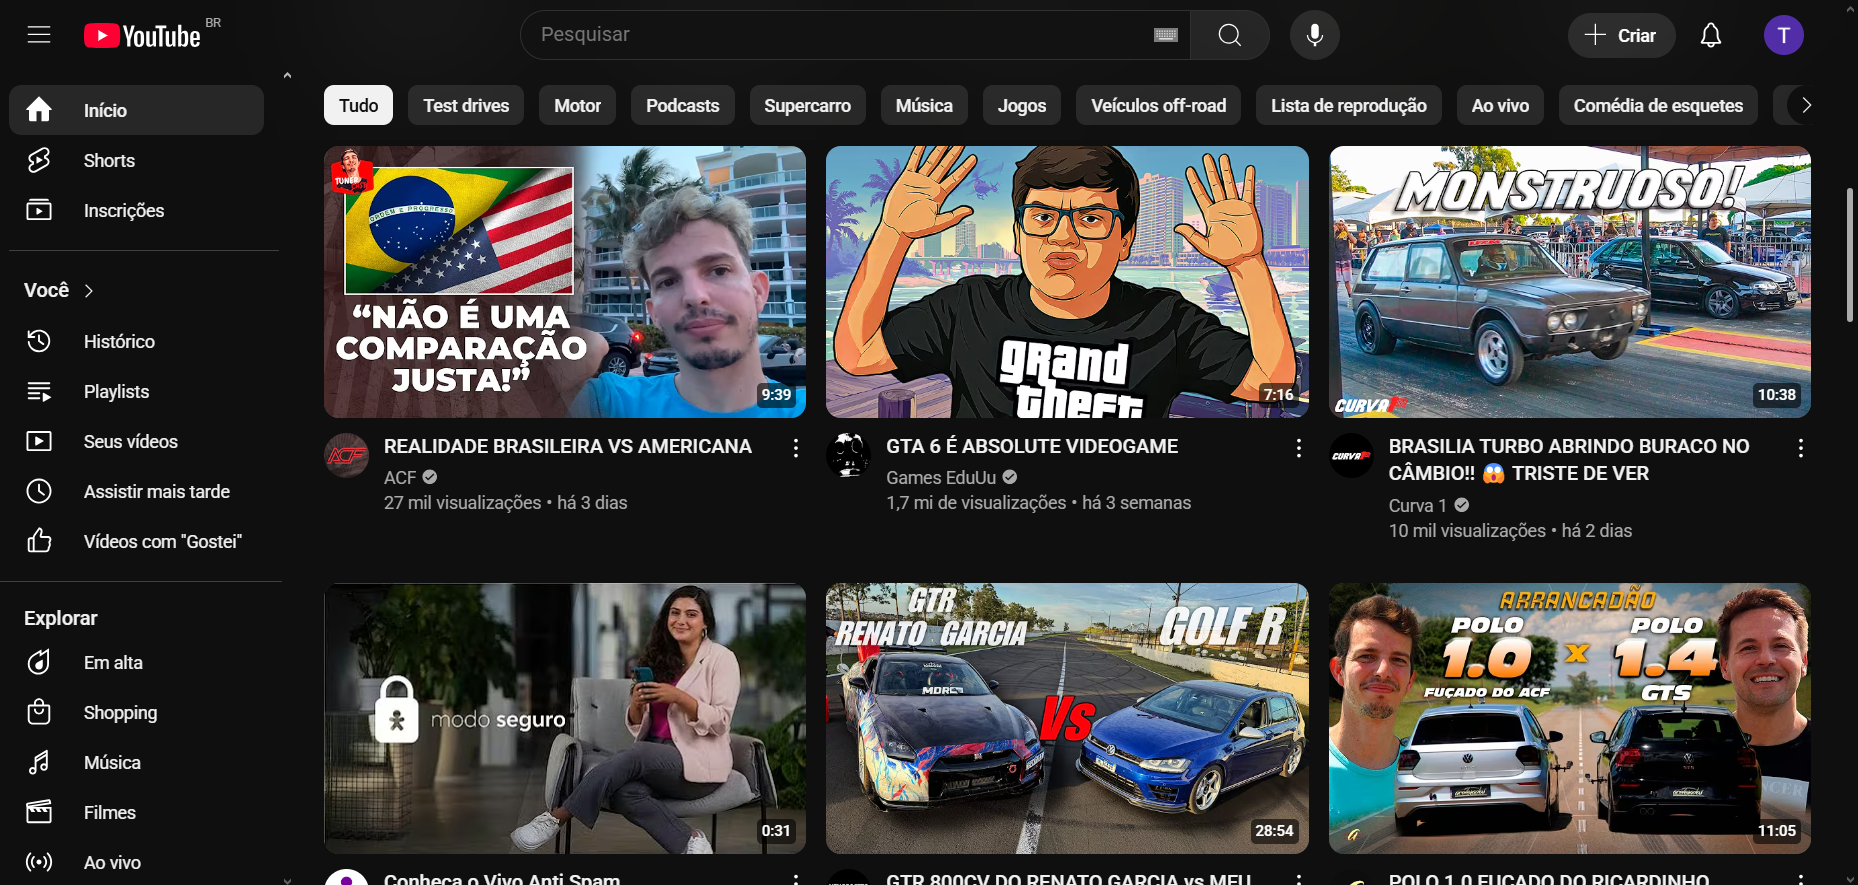 YouTube BR
Pesquisar
Criar
T
Início
Shorts
Inscrições
Você
Histórico
Playlists
Seus vídeos
Assistir mais tarde
Vídeos com "Gostei"
Explorar
Em alta
Shopping
Música
Filmes
Ao vivo
Tudo
Test drives
Motor
Podcasts
Supercarro
Música
Jogos
Veículos off-road
Lista de reprodução
Ao vivo
Comédia de esquetes
TUNER
ORDEM E PROGRESSO
“NÃO É UMA
COMPARAÇÃO
JUSTA!”
9:39
ACF
REALIDADE BRASILEIRA VS AMERICANA
ACF
27 mil visualizações • há 3 dias
grand
theft
7:16
GTA 6 É ABSOLUTE VIDEOGAME
Games EduUu
1,7 mi de visualizações • há 3 semanas
MONSTRUOSO!
CURVA
10:38
CURVA
BRASILIA TURBO ABRINDO BURACO NO
CÂMBIO!! 😱 TRISTE DE VER
Curva 1
10 mil visualizações • há 2 dias
modo seguro
0:31
Conheça o Vivo Anti Spam
GTR
RENATO GARCIA
GOLF R
Vs
28:54
GTR 800CV DO RENATO GARCIA vs MEU
ARRANCADÃO
POLO
1.0
FUÇADO DO ACF
X
POLO
1.4
GTS
11:05
POLO 1.0 FUÇADO DO RICARDINHO